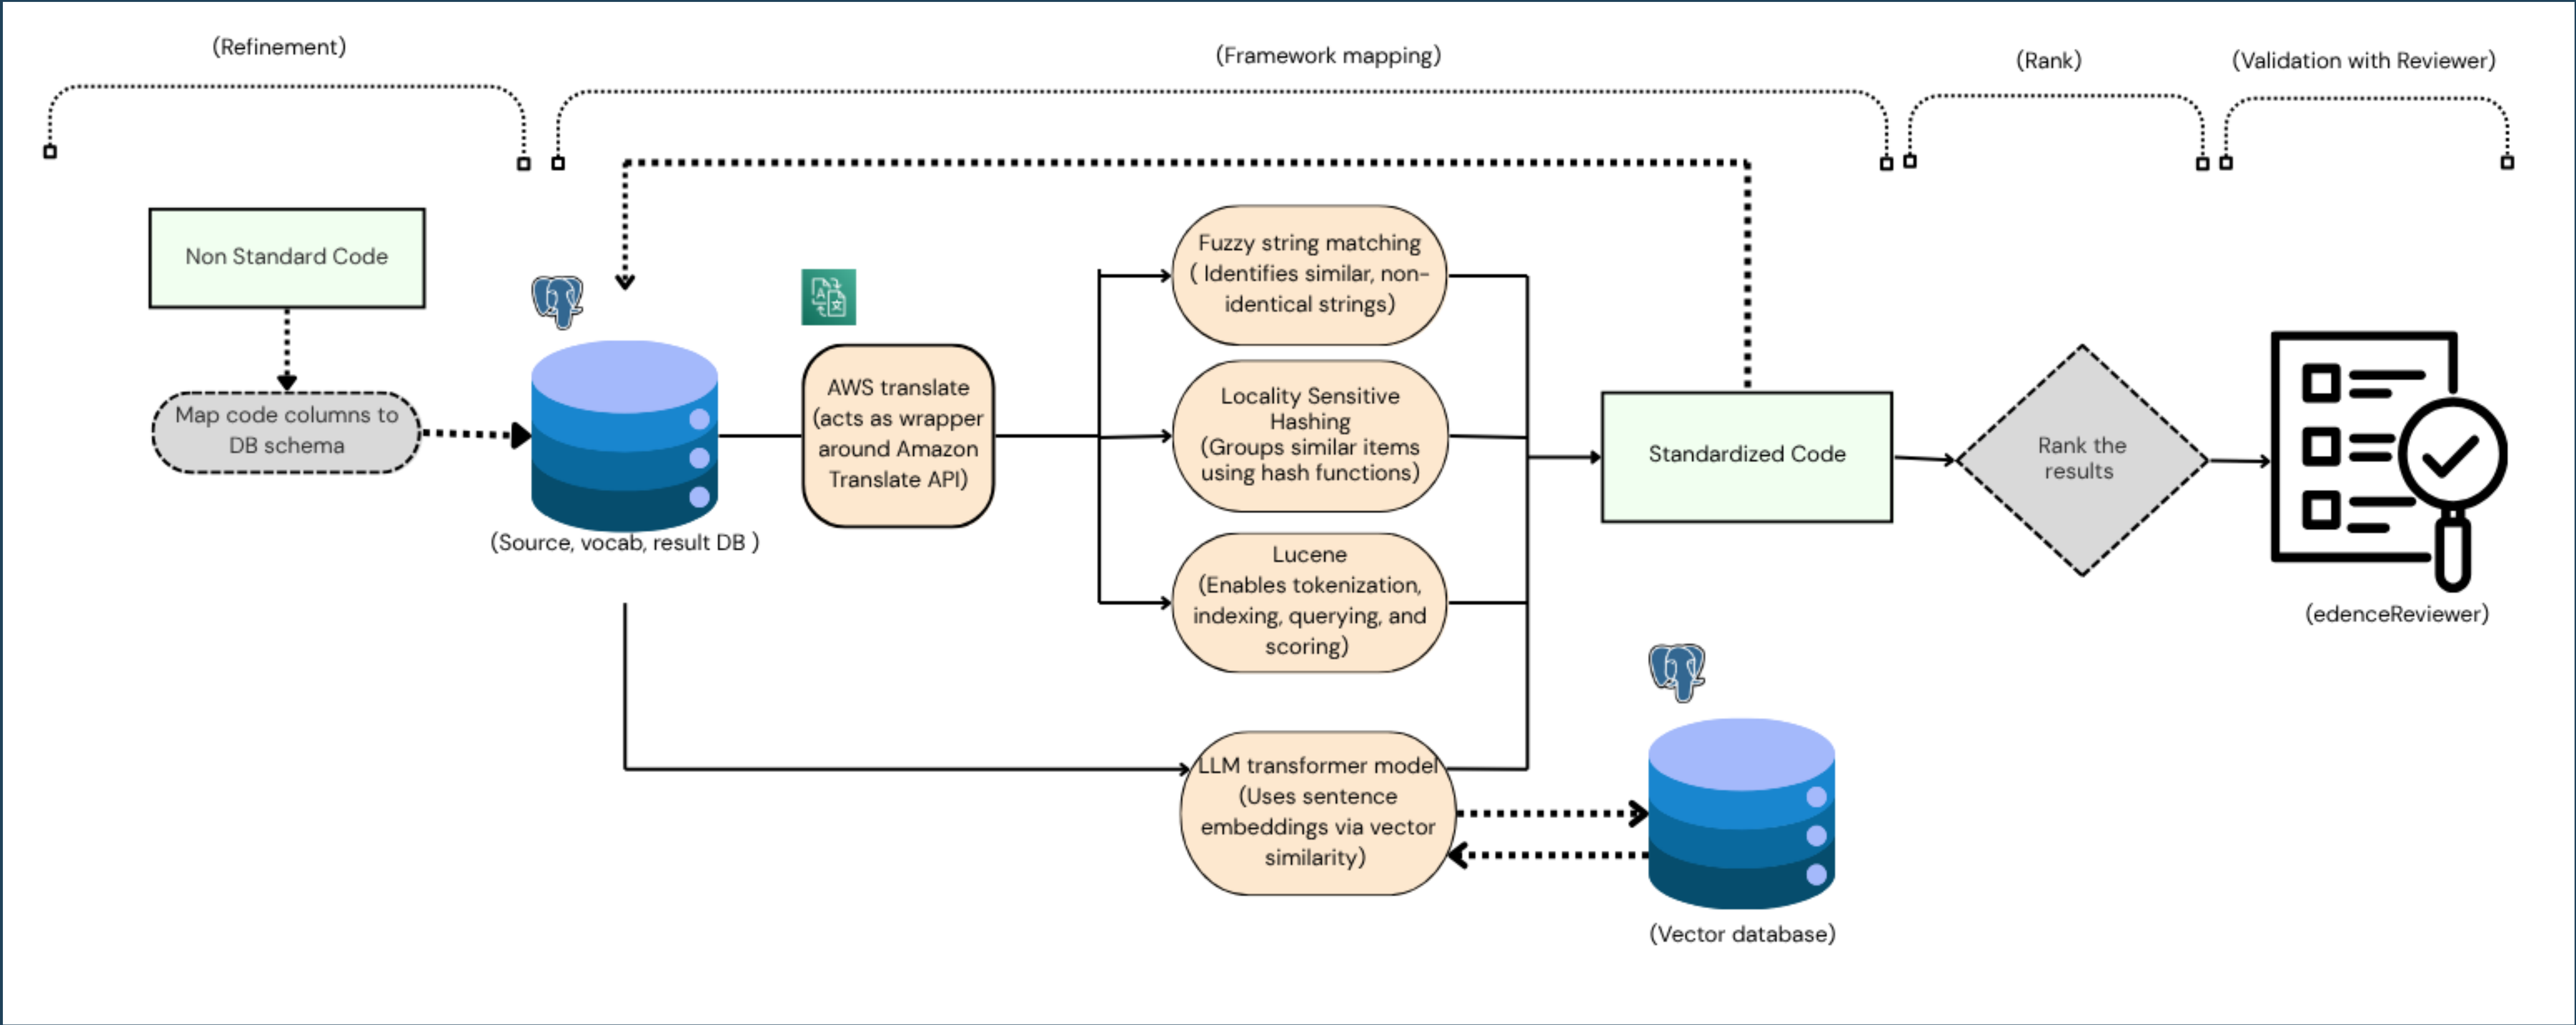 (Refinement)
(Framework mapping)
(Rank)
(Validation with Reviewer)
Non Standard Code
Map code columns to
DB schema
(Source, vocab, result DB )
AWS translate
(acts as wrapper
around Amazon
Translate API)
Fuzzy string matching
( Identifies similar, non-
identical strings)
Locality Sensitive
Hashing
(Groups similar items
using hash functions)
Lucene
(Enables tokenization,
indexing, querying, and
scoring)
LLM transformer model
(Uses sentence
embeddings via vector
similarity)
Standardized Code
Rank the
results
(edenceReviewer)
(Vector database)